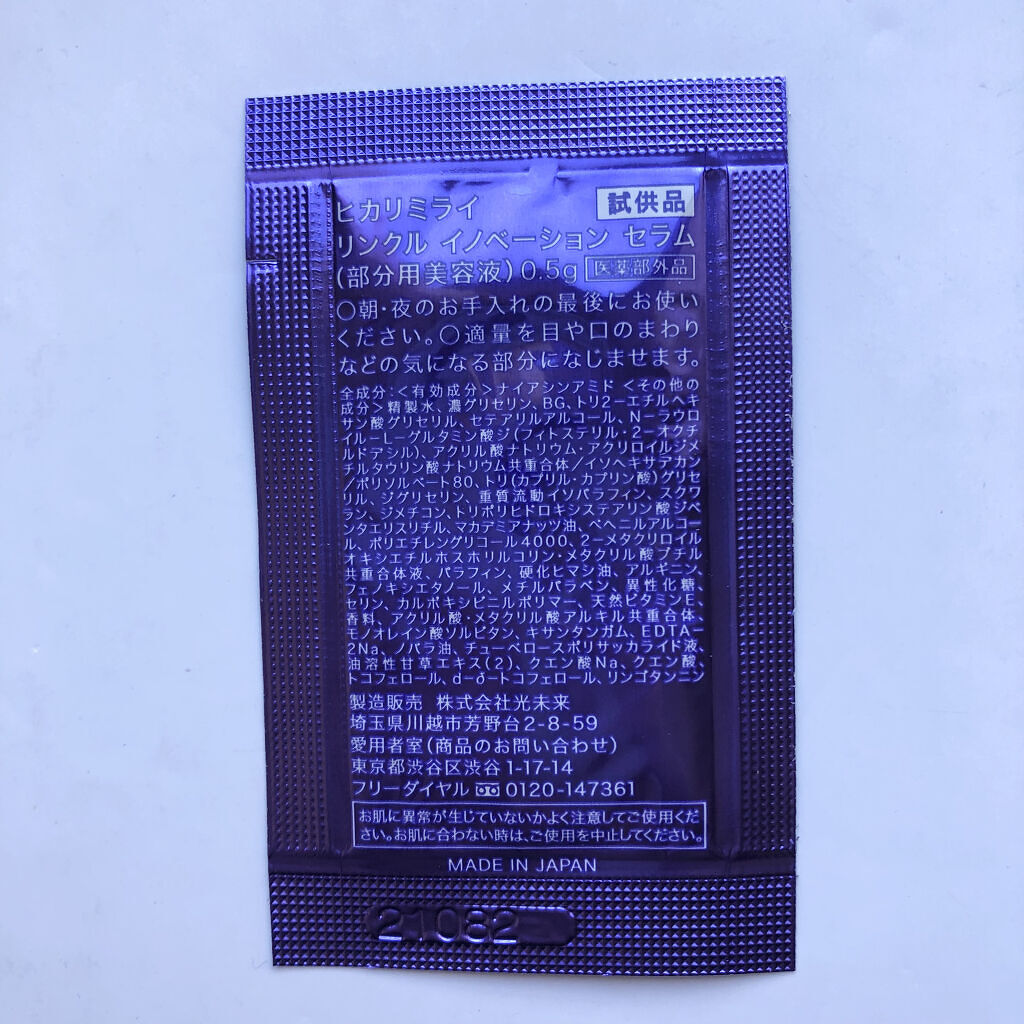 ヒカリミライ 試供品
リンクル イノベーション セラム
(部分用美容液)0.5g 医薬部外品
○朝・夜のお手入れの最後にお使い
ください。○適量を目や口のまわり
などの気になる部分になじませます。
全成分:<有効成分>ナイアシンアミド <その他の
成分>精製水、濃グリセリン、BG、トリ2-エチルヘキ
サン酸グリセリル、セテアリルアルコール、N-ラウロ
イル-L-グルタミン酸ジ(フィトステリル・2-オクチ
ルドデシル)、アクリル酸ナトリウム・アクリロイルジメ
チルタウリン酸ナトリウム共重合体/イソヘキサデカン
/ポリソルベート80、トリ(カプリル・カプリン酸)グリセ
リル、ジグリセリン、重質流動イソパラフィン、スクワ
ラン、ジメチコン、トリポリヒドロキシステアリン酸ジペ
ンタエリスリチル、マカデミアナッツ油、ベヘニルアルコー
ル、ポリエチレングリコール4000、2-メタクリロイル
オキシエチルホスホリルコリン・メタクリル酸ブチル
共重合体液、パラフィン、硬化ヒマシ油、アルギニン、
フェノキシエタノール、メチルパラベン、異性化糖、
セリン、カルボキシビニルポリマー、天然ビタミンE、
香料、アクリル酸・メタクリル酸アルキル共重合体、
モノオレイン酸ソルビタン、キサンタンガム、EDTA-
2Na、ノバラ油、チューベロースポリサッカライド液、
油溶性甘草エキス(2)、クエン酸Na、クエン酸、
トコフェロール、d-δ-トコフェロール、リンゴタンニン
製造販売 株式会社光未来
埼玉県川越市芳野台2-8-59
愛用者室(商品のお問い合わせ)
東京都渋谷区渋谷1-17-14
フリーダイヤル 0120-147361
お肌に異常が生じていないかよく注意してご使用くだ
さい。お肌に合わない時は、ご使用を中止してください。
MADE IN JAPAN
21082